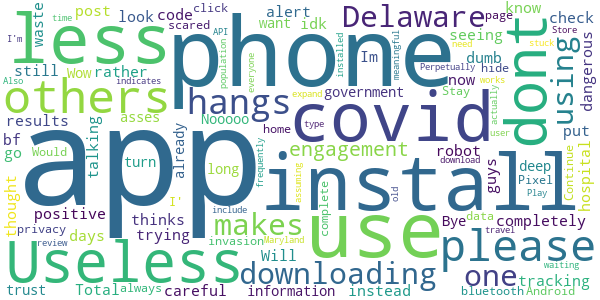 time API click post code alert Delaware idk know page check
I'm scared look want seeing Store
less phone dont using
waste population everyone Wow rather still Im dumb hide dangerous
indicates Also installed meaningful Perpetually need stuck
others hangs government now Stay actually user works
Nooooo covid put
results asses home type expand
bf go talking already turn app install robot guys hospital
Would long engagement download
thought positive thinks I' makes use deep Pixel Continue
privacy days trying complete frequently assuming include old please
Useless invasion Will Maryland Bye data completely
review downloading one tracking
trust Total always careful information instead travel bluetooth Android Play waiting